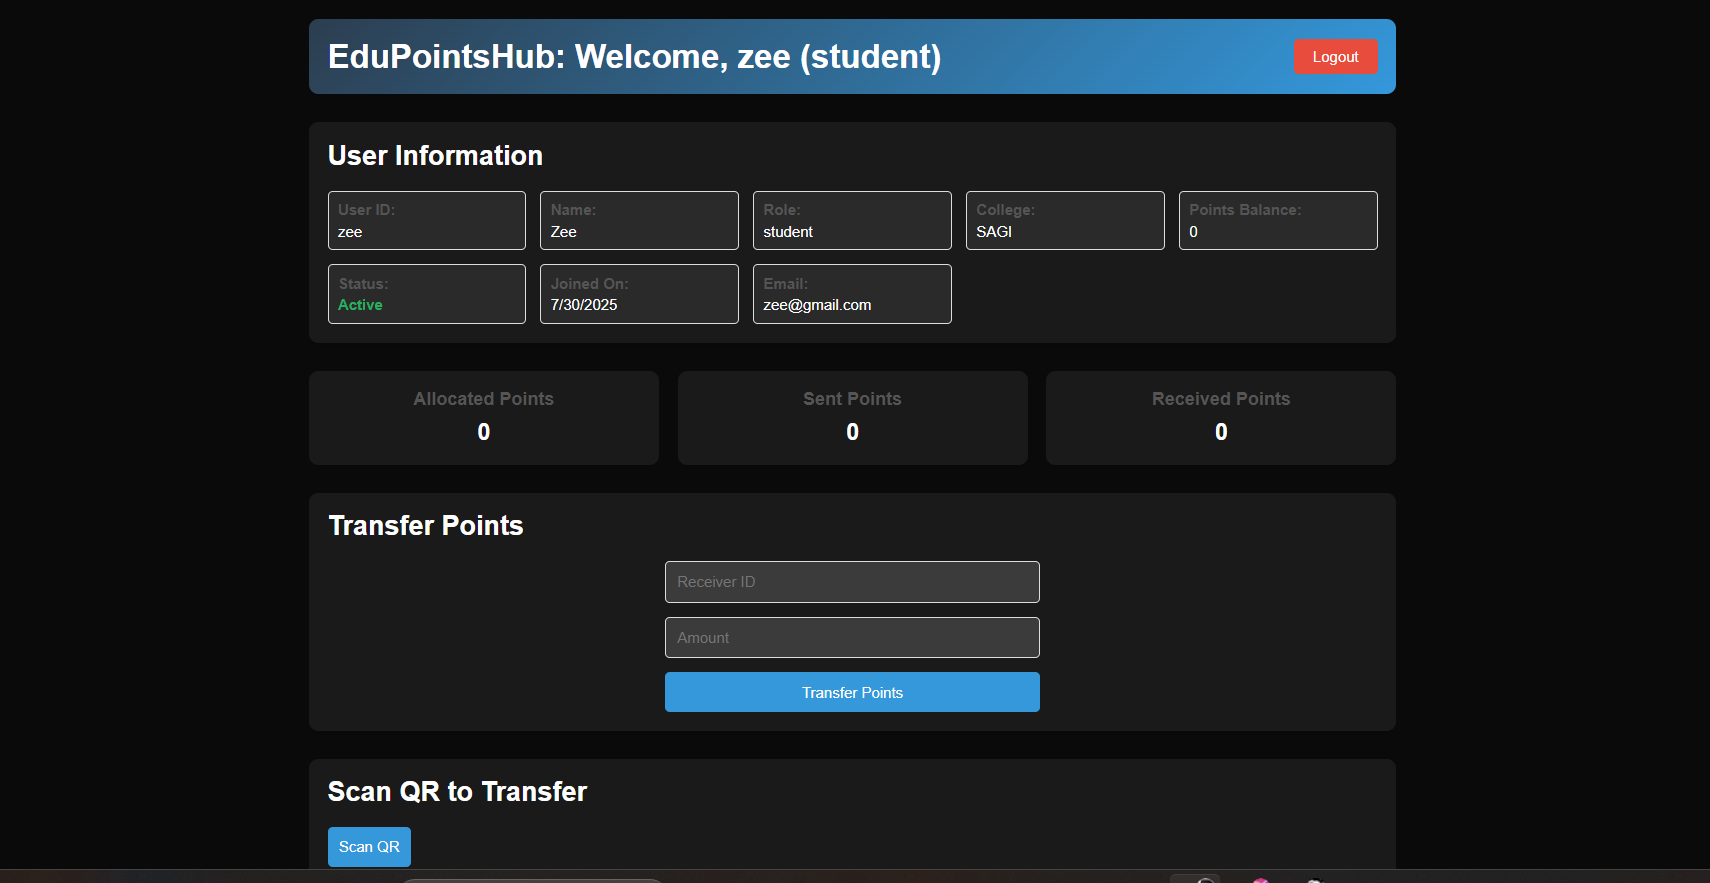 EduPointsHub: Welcome, zee (student)
Logout
User Information
User ID:
zee
Name:
Zee
Role:
student
College:
SAGI
Points Balance:
0
Status:
Active
Joined On:
7/30/2025
Email:
zee@gmail.com
Allocated Points
0
Sent Points
0
Received Points
0
Transfer Points
Receiver ID
Amount
Transfer Points
Scan QR to Transfer
Scan QR